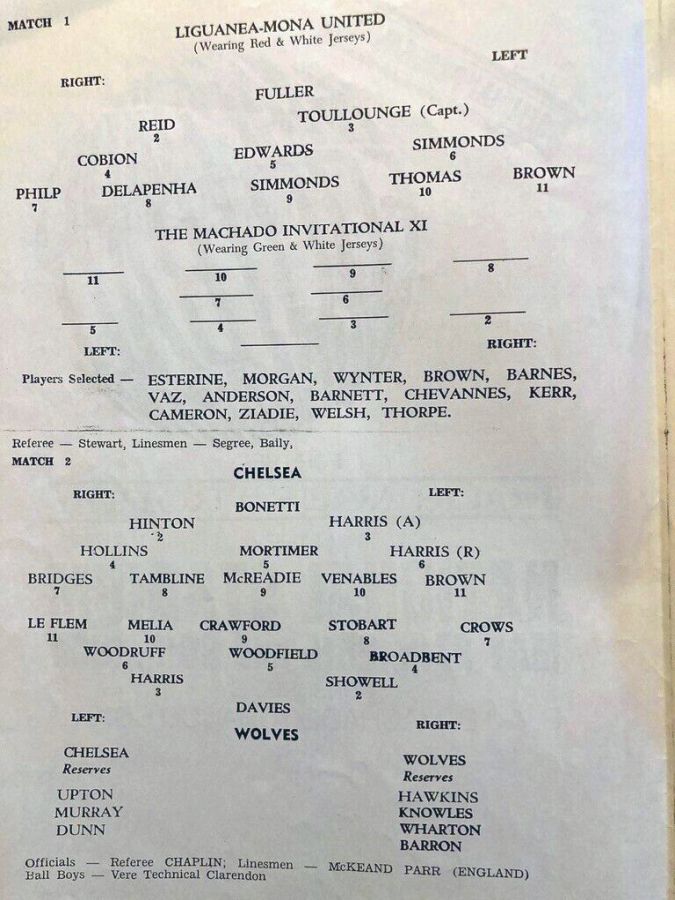 MATCH 1
LIGUANEA-MONA UNITED
(Wearing Red & White Jerseys)
RIGHT: LEFT
FULLER
REID TOULLOUNGE (Capt.)
2 3
COBION EDWARDS SIMMONDS
4 5 6
PHILP DELAPENHA SIMMONDS THOMAS BROWN
7 8 9 10 11
THE MACHADO INVITATIONAL XI
(Wearing Green & White Jerseys)
11 10 9 8
7 6
5 4 3 2
LEFT: RIGHT:
Players Selected — ESTERINE, MORGAN, WYNTER, BROWN, BARNES,
VAZ, ANDERSON, BARNETT, CHEVANNES, KERR,
CAMERON, ZIADIE, WELSH, THORPE.
Referee — Stewart, Linesmen — Segree, Baily,
MATCH 2
CHELSEA
RIGHT: LEFT:
BONETTI
HINTON HARRIS (A)
2 3
HOLLINS MORTIMER HARRIS (R)
4 5 6
BRIDGES TAMBLINE McREADIE VENABLES BROWN
7 8 9 10 11
LE FLEM MELIA CRAWFORD STOBART CROWS
11 10 9 8 7
WOODRUFF WOODFIELD BROADBENT
6 5 4
HARRIS SHOWELL
3 2
DAVIES
LEFT: RIGHT:
WOLVES
CHELSEA WOLVES
Reserves Reserves
UPTON HAWKINS
MURRAY KNOWLES
DUNN WHARTON
BARRON
Officials — Referee CHAPLIN; Linesmen — McKEAND PARR (ENGLAND)
Ball Boys — Vere Technical Clarendon